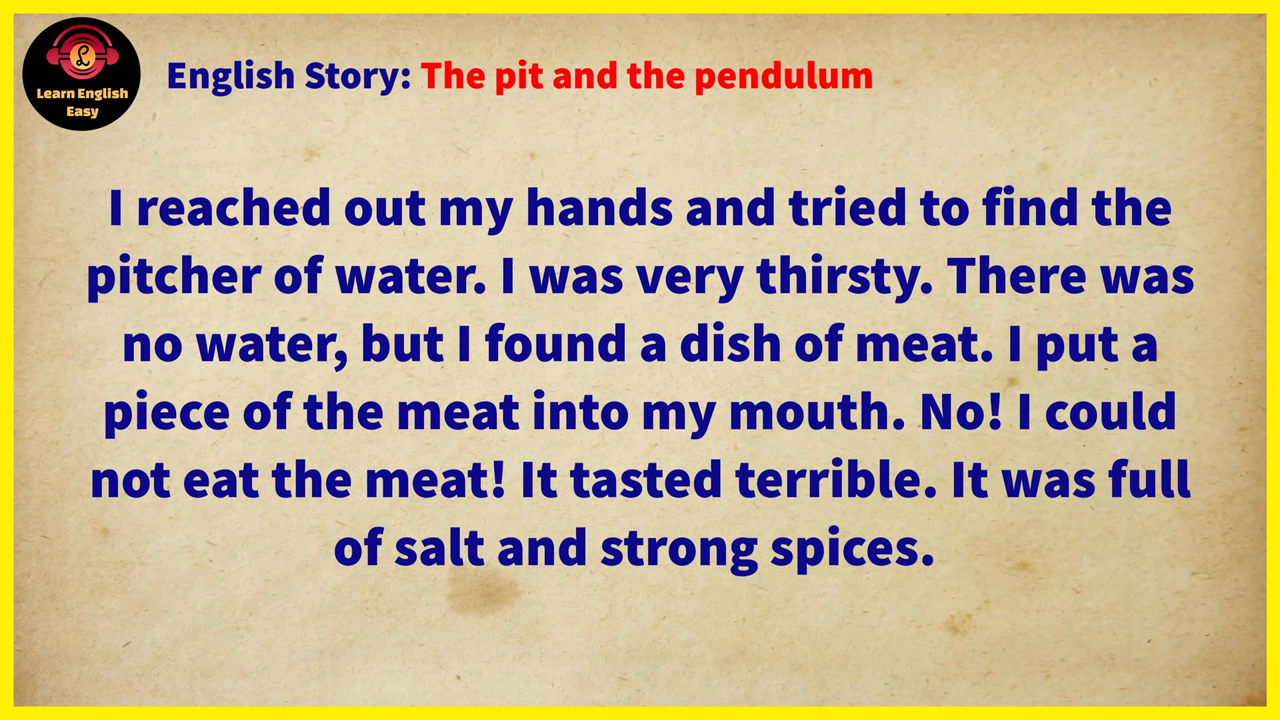 Learn English
Easy
English Story: The pit and the pendulum
I reached out my hands and tried to find the
pitcher of water. I was very thirsty. There was
no water, but I found a dish of meat. I put a
piece of the meat into my mouth. No! I could
not eat the meat! It tasted terrible. It was full
of salt and strong spices.